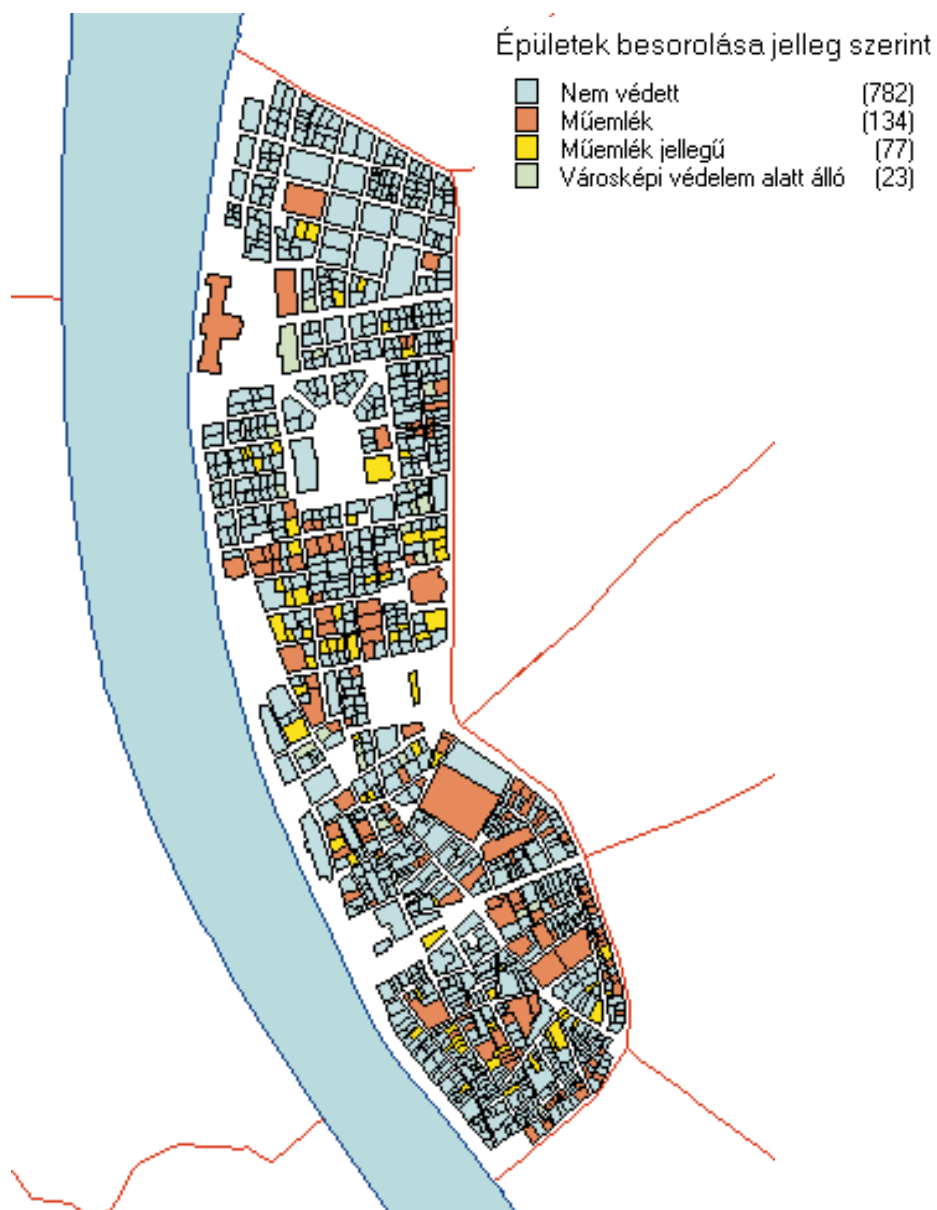 Épületek besorolása jelleg szerint
Nem védett (782)
Műemlék (134)
Műemlék jellegű (77)
Városképi védelem alatt álló (23)